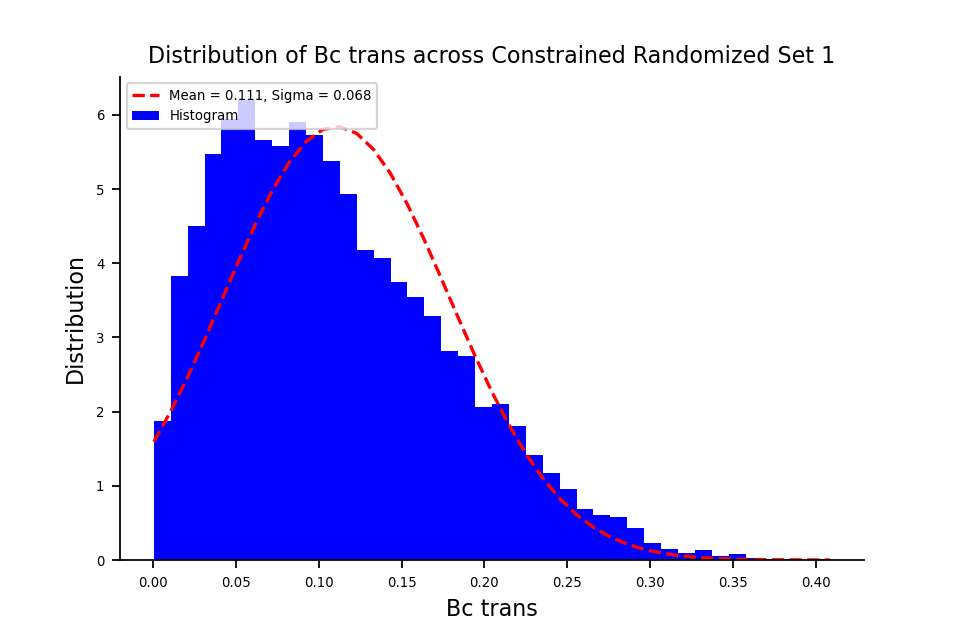 Distribution of Bc trans across Constrained Randomized Set 1
Mean = 0.111, Sigma = 0.068
Histogram
Distribution
6
5
4
3
2
1
0
0.00 0.05 0.10 0.15 0.20 0.25 0.30 0.35 0.40
Bc trans